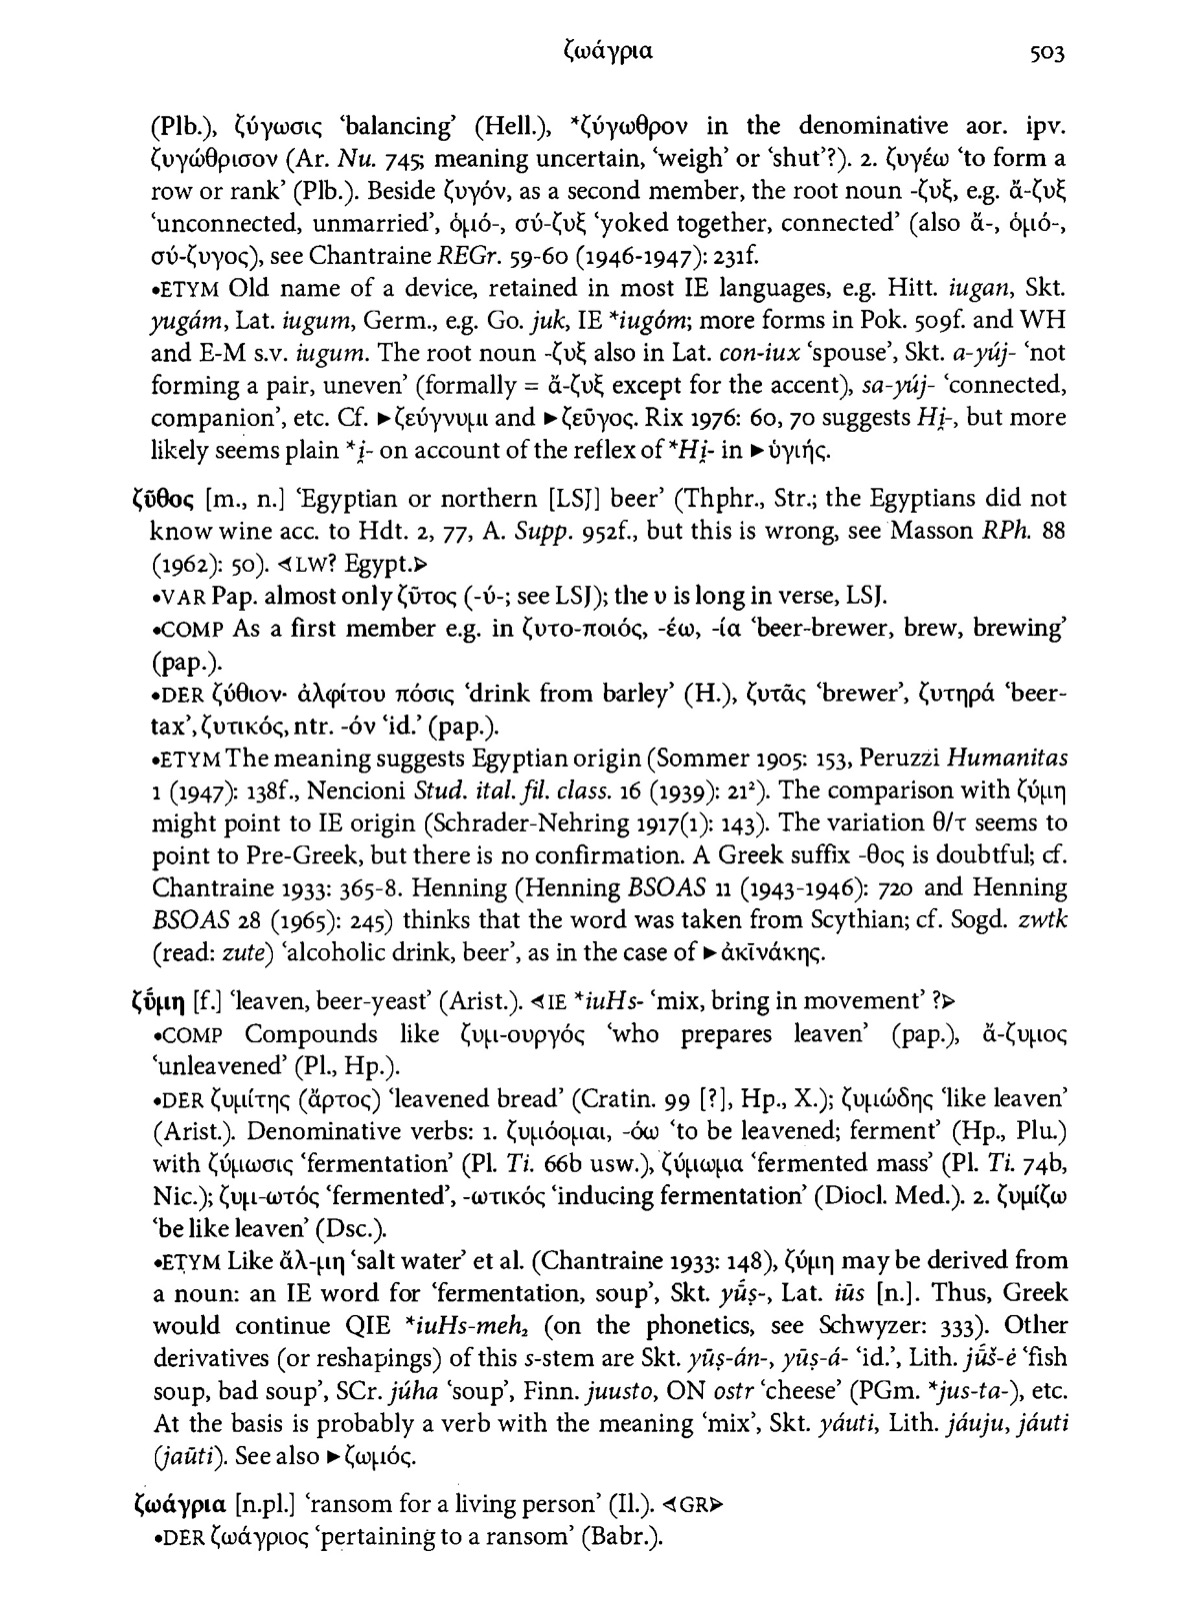 ζωάγρια 503
(Plb.), ζύγωσις ‘balancing’ (Hell.), *ζύγωθρον in the denominative aor. ipv.
ζυγώθρισον (Ar. Nu. 745; meaning uncertain, ‘weigh’ or ‘shut’?). 2. ζυγέω ‘to form a
row or rank’ (Plb.). Beside ζυγόν, as a second member, the root noun -ζυξ, e.g. ἄ-ζυξ
‘unconnected, unmarried’, ὁμό-, σύ-ζυξ ‘yoked together, connected’ (also ἄ-, ὁμό-,
σύ-ζυγος), see Chantraine REGr. 59-60 (1946-1947): 231f.
•ETYM Old name of a device, retained in most IE languages, e.g. Hitt. iugan, Skt.
yugám, Lat. iugum, Germ., e.g. Go. juk, IE *iugóm; more forms in Pok. 509f. and WH
and E-M s.v. iugum. The root noun -ζυξ also in Lat. con-iux ‘spouse’, Skt. a-yúj- ‘not
forming a pair, uneven’ (formally = ἄ-ζυξ except for the accent), sa-yúj- ‘connected,
companion’, etc. Cf. ►ζεύγνυμι and ►ζεῦγος. Rix 1976: 60, 70 suggests Hi̯-, but more
likely seems plain *i̯- on account of the reflex of *Hi̯- in ►ὑγιής.
ζῦθος [m., n.] ‘Egyptian or northern [LSJ] beer’ (Thphr., Str.; the Egyptians did not
know wine acc. to Hdt. 2, 77, A. Supp. 952f., but this is wrong, see Masson RPh. 88
(1962): 50). ⊲LW? Egypt.⊳
•VAR Pap. almost only ζῦτος (-ύ-; see LSJ); the υ is long in verse, LSJ.
•COMP As a first member e.g. in ζυτο-ποιός, -έω, -ία ‘beer-brewer, brew, brewing’
(pap.).
•DER ζύθιον· ἀλφίτου πόσις ‘drink from barley’ (H.), ζυτᾶς ‘brewer’, ζυτηρά ‘beer-
tax’, ζυτικός, ntr. -όν ‘id.’ (pap.).
•ETYM The meaning suggests Egyptian origin (Sommer 1905: 153, Peruzzi Humanitas
1 (1947): 138f., Nencioni Stud. ital. fil. class. 16 (1939): 21²). The comparison with ζύμη
might point to IE origin (Schrader-Nehring 1917(1): 143). The variation θ/τ seems to
point to Pre-Greek, but there is no confirmation. A Greek suffix -θος is doubtful; cf.
Chantraine 1933: 365-8. Henning (Henning BSOAS 11 (1943-1946): 720 and Henning
BSOAS 28 (1965): 245) thinks that the word was taken from Scythian; cf. Sogd. zwtk
(read: zute) ‘alcoholic drink, beer’, as in the case of ►ἀκῑνάκης.
ζῡ́μη [f.] ‘leaven, beer-yeast’ (Arist.). ⊲IE *iuHs- ‘mix, bring in movement’ ?⊳
•COMP Compounds like ζυμ-ουργός ‘who prepares leaven’ (pap.), ἄ-ζυμος
‘unleavened’ (Pl., Hp.).
•DER ζυμίτης (ἄρτος) ‘leavened bread’ (Cratin. 99 [?], Hp., X.); ζυμώδης ‘like leaven’
(Arist.). Denominative verbs: 1. ζυμόομαι, -όω ‘to be leavened; ferment’ (Hp., Plu.)
with ζύμωσις ‘fermentation’ (Pl. Ti. 66b usw.), ζύμωμα ‘fermented mass’ (Pl. Ti. 74b,
Nic.); ζυμ-ωτός ‘fermented’, -ωτικός ‘inducing fermentation’ (Diocl. Med.). 2. ζυμίζω
‘be like leaven’ (Dsc.).
•ETYM Like ἅλ-μη ‘salt water’ et al. (Chantraine 1933: 148), ζύμη may be derived from
a noun: an IE word for ‘fermentation, soup’, Skt. yū́ṣ-, Lat. iūs [n.]. Thus, Greek
would continue QIE *iuHs-meh₂ (on the phonetics, see Schwyzer: 333). Other
derivatives (or reshapings) of this s-stem are Skt. yūṣ-án-, yūṣ-á- ‘id.’, Lith. jū́š-ė ‘fish
soup, bad soup’, SCr. júha ‘soup’, Finn. juusto, ON ostr ‘cheese’ (PGm. *jus-ta-), etc.
At the basis is probably a verb with the meaning ‘mix’, Skt. yáuti, Lith. jáuju, jáuti
(jaũti). See also ►ζωμός.
ζωάγρια [n.pl.] ‘ransom for a living person’ (Il.). ⊲GR⊳
•DER ζωάγριος ‘pertaining to a ransom’ (Babr.).